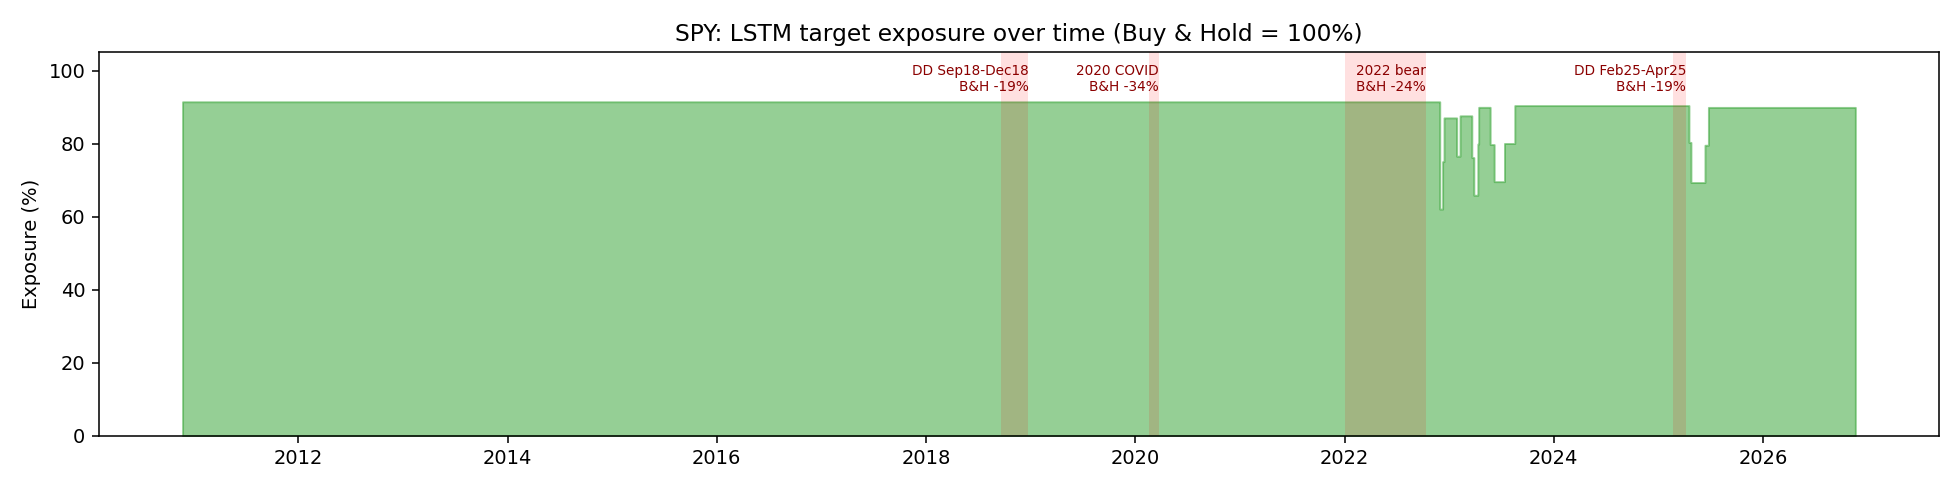 SPY: LSTM target exposure over time (Buy & Hold = 100%)
DD Sep18-Dec18
B&H -19%
2020 COVID
B&H -34%
2022 bear
B&H -24%
DD Feb25-Apr25
B&H -19%
Exposure (%)
100
80
60
40
20
0
2012
2014
2016
2018
2020
2022
2024
2026